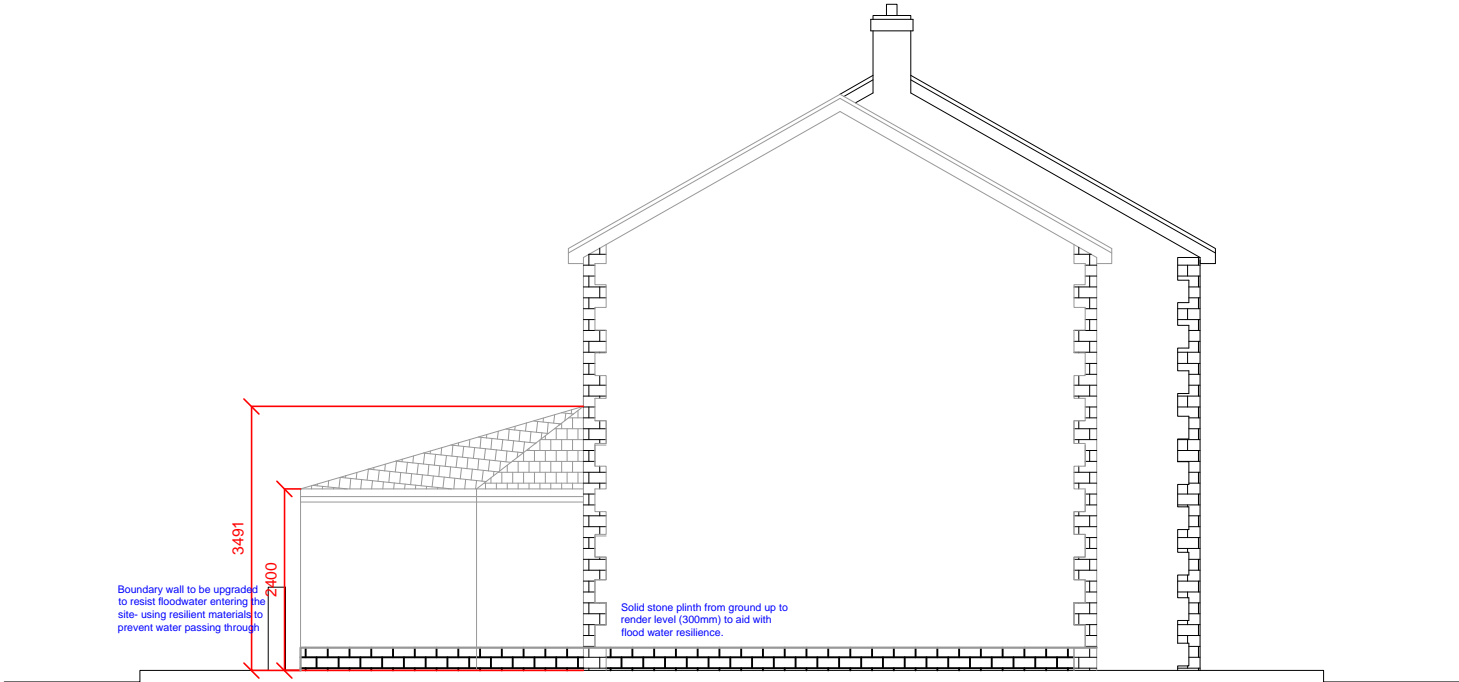 3491
2400
Boundary wall to be upgraded
to resist floodwater entering the
site- using resilient materials to
prevent water passing through
Solid stone plinth from ground up to
render level (300mm) to aid with
flood water resilience.